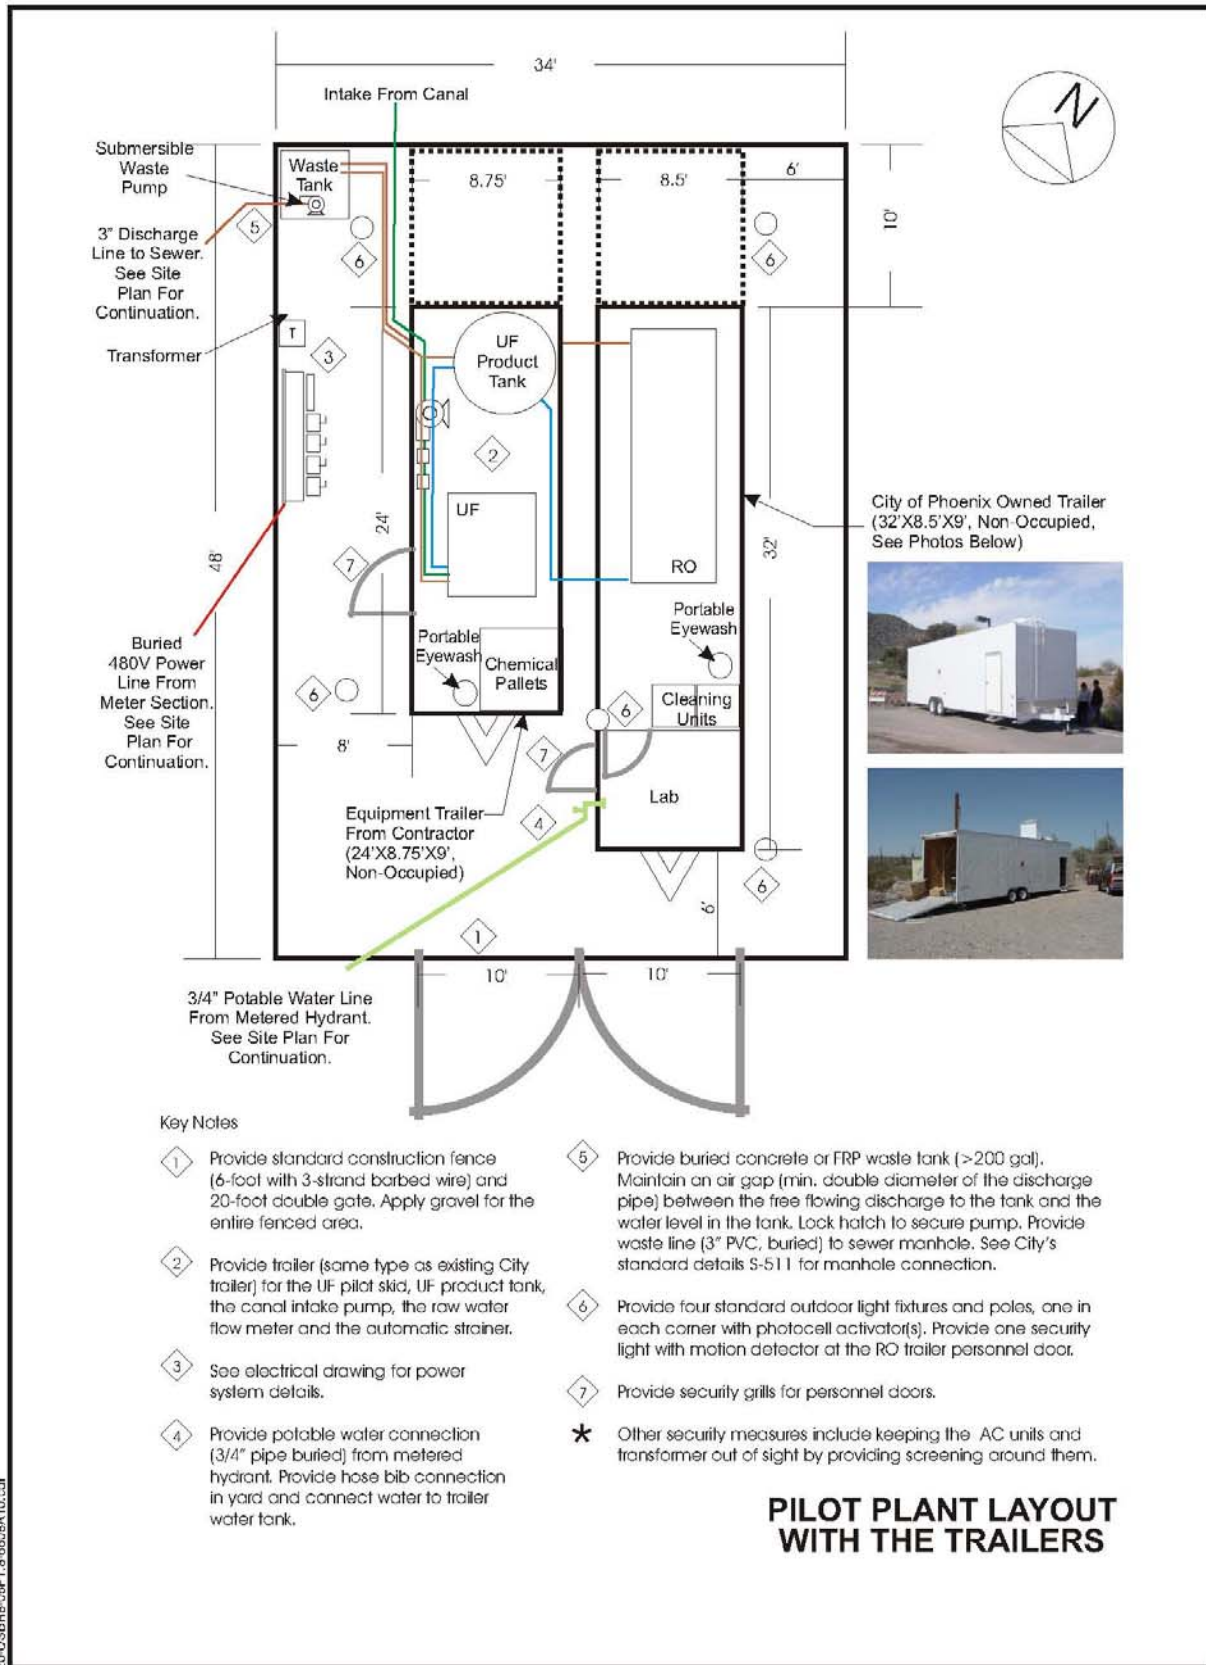 34'
Intake From Canal
N
Submersible
Waste
Pump
Waste
Tank
8.75'
8.5'
6'
10'
5
6
6
3" Discharge
Line to Sewer.
See Site
Plan For
Continuation.
T
Transformer
3
UF
Product
Tank
2
UF
24'
48'
32'
RO
City of Phoenix Owned Trailer
(32'X8.5'X9', Non-Occupied,
See Photos Below)
7
Portable
Eyewash
Portable
Eyewash
Chemical
Pallets
Cleaning
Units
Buried
480V Power
Line From
Meter Section.
See Site
Plan For
Continuation.
6
6
8'
7
Lab
Equipment Trailer
From Contractor
(24'X8.75'X9',
Non-Occupied)
4
6
6'
1
10'
10'
3/4" Potable Water Line
From Metered Hydrant.
See Site Plan For
Continuation.
Key Notes
1 Provide standard construction fence
(6-foot with 3-strand barbed wire) and
20-foot double gate. Apply gravel for the
entire fenced area.
2 Provide trailer (same type as existing City
trailer) for the UF pilot skid, UF product tank,
the canal intake pump, the raw water
flow meter and the automatic strainer.
3 See electrical drawing for power
system details.
4 Provide potable water connection
(3/4" pipe buried) from metered
hydrant. Provide hose bib connection
in yard and connect water to trailer
water tank.
5 Provide buried concrete or FRP waste tank (>200 gal).
Maintain an air gap (min. double diameter of the discharge
pipe) between the free flowing discharge to the tank and the
water level in the tank. Lock hatch to secure pump. Provide
waste line (3" PVC, buried) to sewer manhole. See City's
standard details S-511 for manhole connection.
6 Provide four standard outdoor light fixtures and poles, one in
each corner with photocell activator(s). Provide one security
light with motion detector at the RO trailer personnel door.
7 Provide security grills for personnel doors.
* Other security measures include keeping the AC units and
transformer out of sight by providing screening around them.
PILOT PLANT LAYOUT
WITH THE TRAILERS